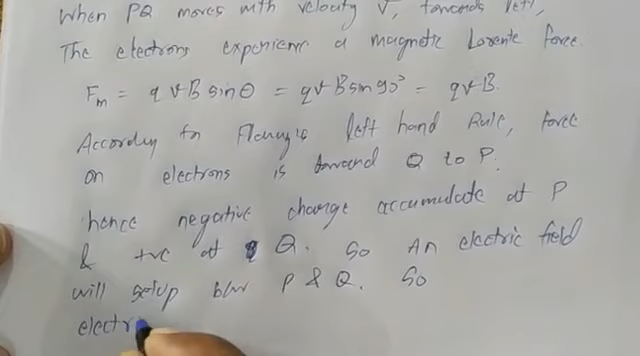 When PQ moves with velocity V, towards left,
The electrons experience a magnetic Lorentz force.
Fm = qVB sinθ = qVB sin90° = qVB.
According to Fleming's left hand Rule, force
on electrons is toward Q to P.
hence negative charge accumulate at P
& +ve at Q. So An electric field
will setup b/w P & Q. So
electri